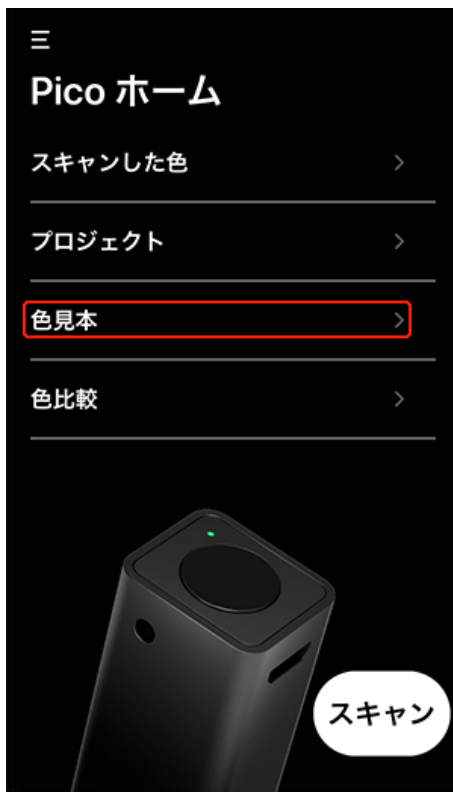 Pico ホーム
スキャンした色
プロジェクト
色見本
色比較
スキャン